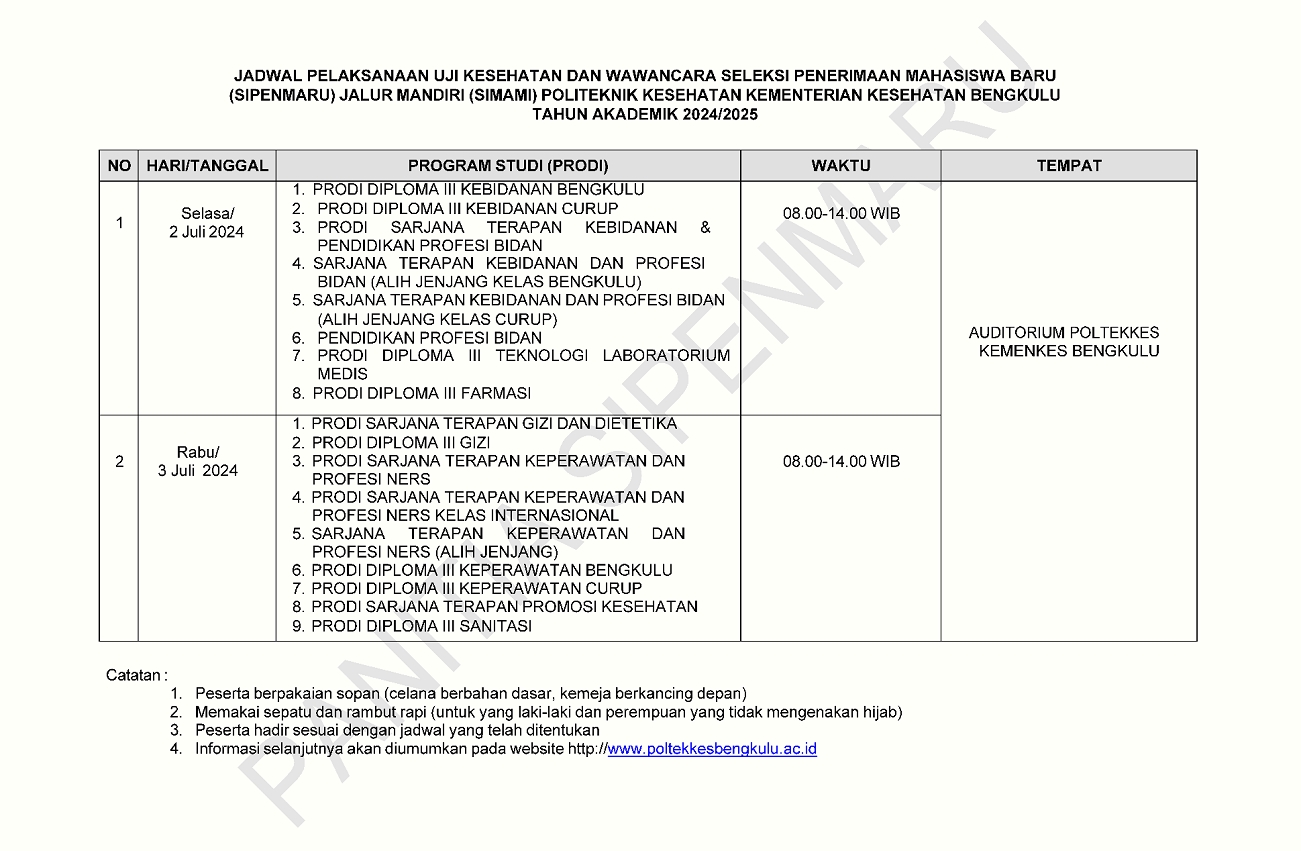 JADWAL PELAKSANAAN UJI KESEHATAN DAN WAWANCARA SELEKSI PENERIMAAN MAHASISWA BARU
(SIPENMARU) JALUR MANDIRI (SIMAMI) POLITEKNIK KESEHATAN KEMENTERIAN KESEHATAN BENGKULU
TAHUN AKADEMIK 2024/2025
NO HARI/TANGGAL PROGRAM STUDI (PRODI) WAKTU TEMPAT
1
Selasa/
2 Juli 2024
1. PRODI DIPLOMA III KEBIDANAN BENGKULU
2. PRODI DIPLOMA III KEBIDANAN CURUP
3. PRODI SARJANA TERAPAN KEBIDANAN &
PENDIDIKAN PROFESI BIDAN
4. SARJANA TERAPAN KEBIDANAN DAN PROFESI
BIDAN (ALIH JENJANG KELAS BENGKULU)
5. SARJANA TERAPAN KEBIDANAN DAN PROFESI BIDAN
(ALIH JENJANG KELAS CURUP)
6. PENDIDIKAN PROFESI BIDAN
7. PRODI DIPLOMA III TEKNOLOGI LABORATORIUM
MEDIS
8. PRODI DIPLOMA III FARMASI
08.00-14.00 WIB
AUDITORIUM POLTEKKES
KEMENKES BENGKULU
2
Rabu/
3 Juli 2024
1. PRODI SARJANA TERAPAN GIZI DAN DIETETIKA
2. PRODI DIPLOMA III GIZI
3. PRODI SARJANA TERAPAN KEPERAWATAN DAN
PROFESI NERS
4. PRODI SARJANA TERAPAN KEPERAWATAN DAN
PROFESI NERS KELAS INTERNASIONAL
5. SARJANA TERAPAN KEPERAWATAN DAN
PROFESI NERS (ALIH JENJANG)
6. PRODI DIPLOMA III KEPERAWATAN BENGKULU
7. PRODI DIPLOMA III KEPERAWATAN CURUP
8. PRODI SARJANA TERAPAN PROMOSI KESEHATAN
9. PRODI DIPLOMA III SANITASI
08.00-14.00 WIB
Catatan :
1. Peserta berpakaian sopan (celana berbahan dasar, kemeja berkancing depan)
2. Memakai sepatu dan rambut rapi (untuk yang laki-laki dan perempuan yang tidak mengenakan hijab)
3. Peserta hadir sesuai dengan jadwal yang telah ditentukan
4. Informasi selanjutnya akan diumumkan pada website http://www.poltekkesbengkulu.ac.id
PANITIA SIPENMARU